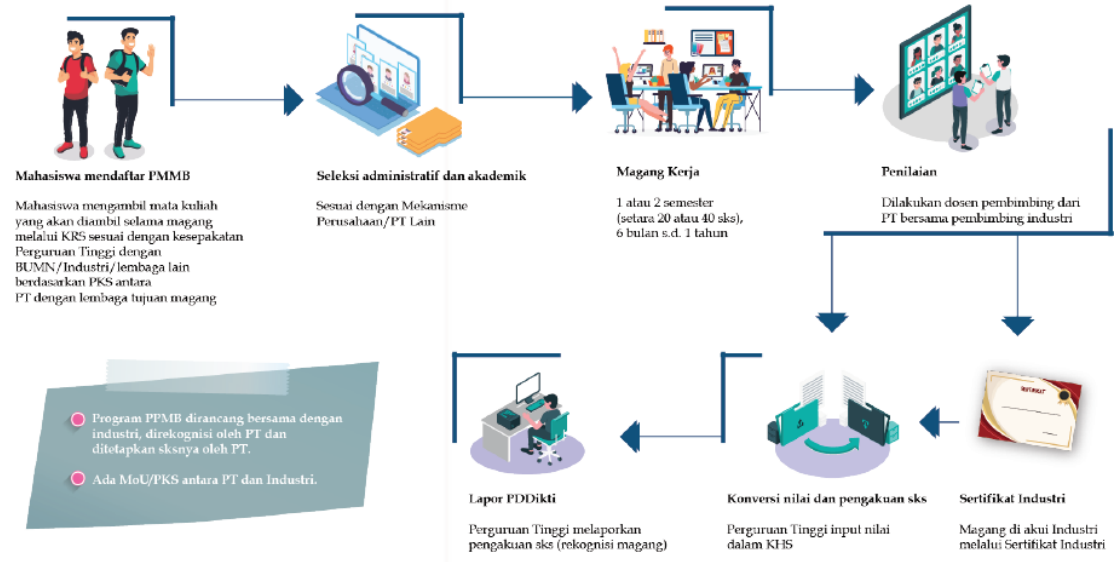 Mahasiswa mendaftar PMMB
Mahasiswa mengambil mata kuliah
yang akan diambil selama magang
melalui KRS sesuai dengan kesepakatan
Perguruan Tinggi dengan
BUMN/Industri/lembaga lain
berdasarkan PKS antara
PT dengan lembaga tujuan magang
Seleksi administratif dan akademik
Sesuai dengan Mekanisme
Perusahaan/PT Lain
Magang Kerja
1 atau 2 semester
(setara 20 atau 40 sks),
6 bulan s.d. 1 tahun
Penilaian
Dilakukan dosen pembimbing dari
PT bersama pembimbing industri
SERTIFIKAT
Sertifikat Industri
Magang di akui Industri
melalui Sertifikat Industri
Konversi nilai dan pengakuan sks
Perguruan Tinggi input nilai
dalam KHS
Lapor PDDikti
Perguruan Tinggi melaporkan
pengakuan sks (rekognisi magang)
Program PPMB dirancang bersama dengan
industri, direkognisi oleh PT dan
ditetapkan sksnya oleh PT.
Ada MoU/PKS antara PT dan Industri.